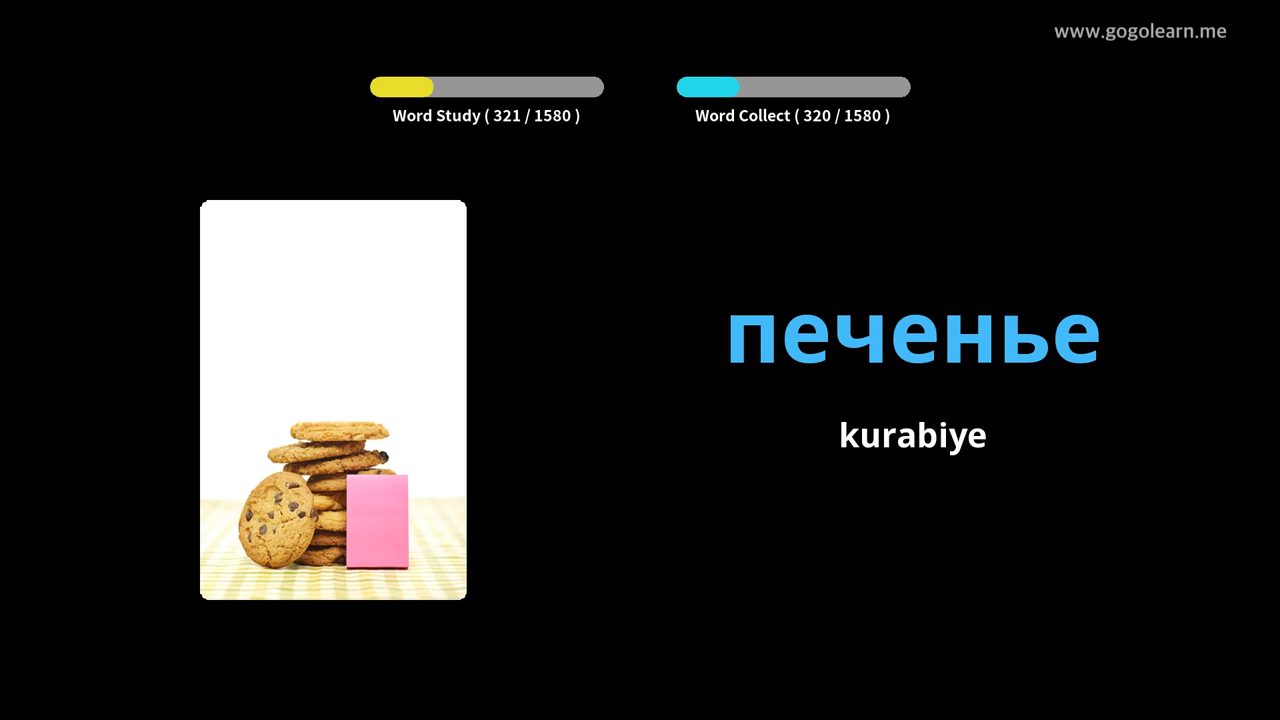 www.gogolearn.me
Word Study ( 321 / 1580 )
Word Collect ( 320 / 1580 )
печенье
kurabiye